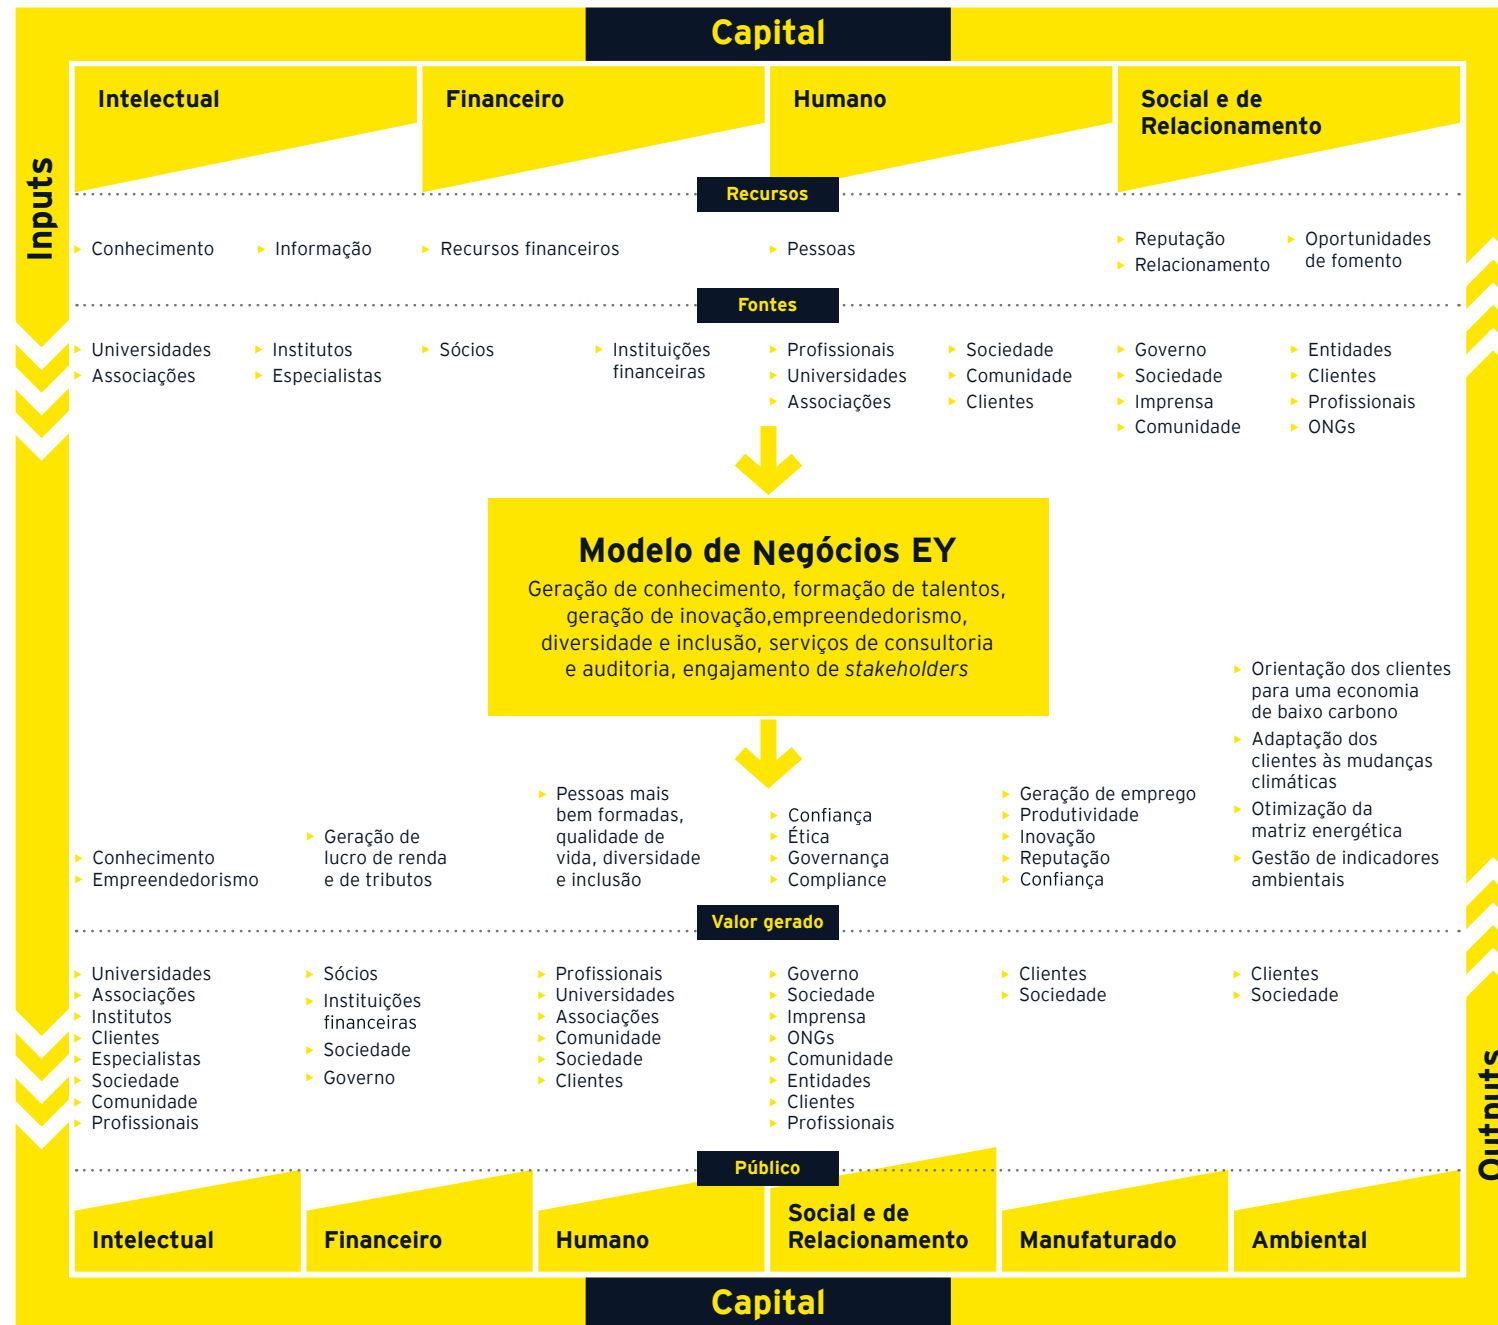 Capital
Inputs
Intelectual
Financeiro
Humano
Social e de
Relacionamento
Recursos
Conhecimento
Informação
Recursos financeiros
Pessoas
Reputação
Relacionamento
Oportunidades
de fomento
Fontes
Universidades
Associações
Institutos
Especialistas
Sócios
Instituições
financeiras
Profissionais
Universidades
Associações
Sociedade
Comunidade
Clientes
Governo
Sociedade
Imprensa
Comunidade
Entidades
Clientes
Profissionais
ONGs
Modelo de Negócios EY
Geração de conhecimento, formação de talentos,
geração de inovação,empreendedorismo,
diversidade e inclusão, serviços de consultoria
e auditoria, engajamento de stakeholders
Conhecimento
Empreendedorismo
Geração de
lucro de renda
e de tributos
Pessoas mais
bem formadas,
qualidade de
vida, diversidade
e inclusão
Confiança
Ética
Governança
Compliance
Geração de emprego
Produtividade
Inovação
Reputação
Confiança
Orientação dos clientes
para uma economia
de baixo carbono
Adaptação dos
clientes às mudanças
climáticas
Otimização da
matriz energética
Gestão de indicadores
ambientais
Valor gerado
Universidades
Associações
Institutos
Clientes
Especialistas
Sociedade
Comunidade
Profissionais
Sócios
Instituições
financeiras
Sociedade
Governo
Profissionais
Universidades
Associações
Comunidade
Sociedade
Clientes
Governo
Sociedade
Imprensa
ONGs
Comunidade
Entidades
Clientes
Profissionais
Clientes
Sociedade
Clientes
Sociedade
Outputs
Público
Intelectual
Financeiro
Humano
Social e de
Relacionamento
Manufaturado
Ambiental
Capital